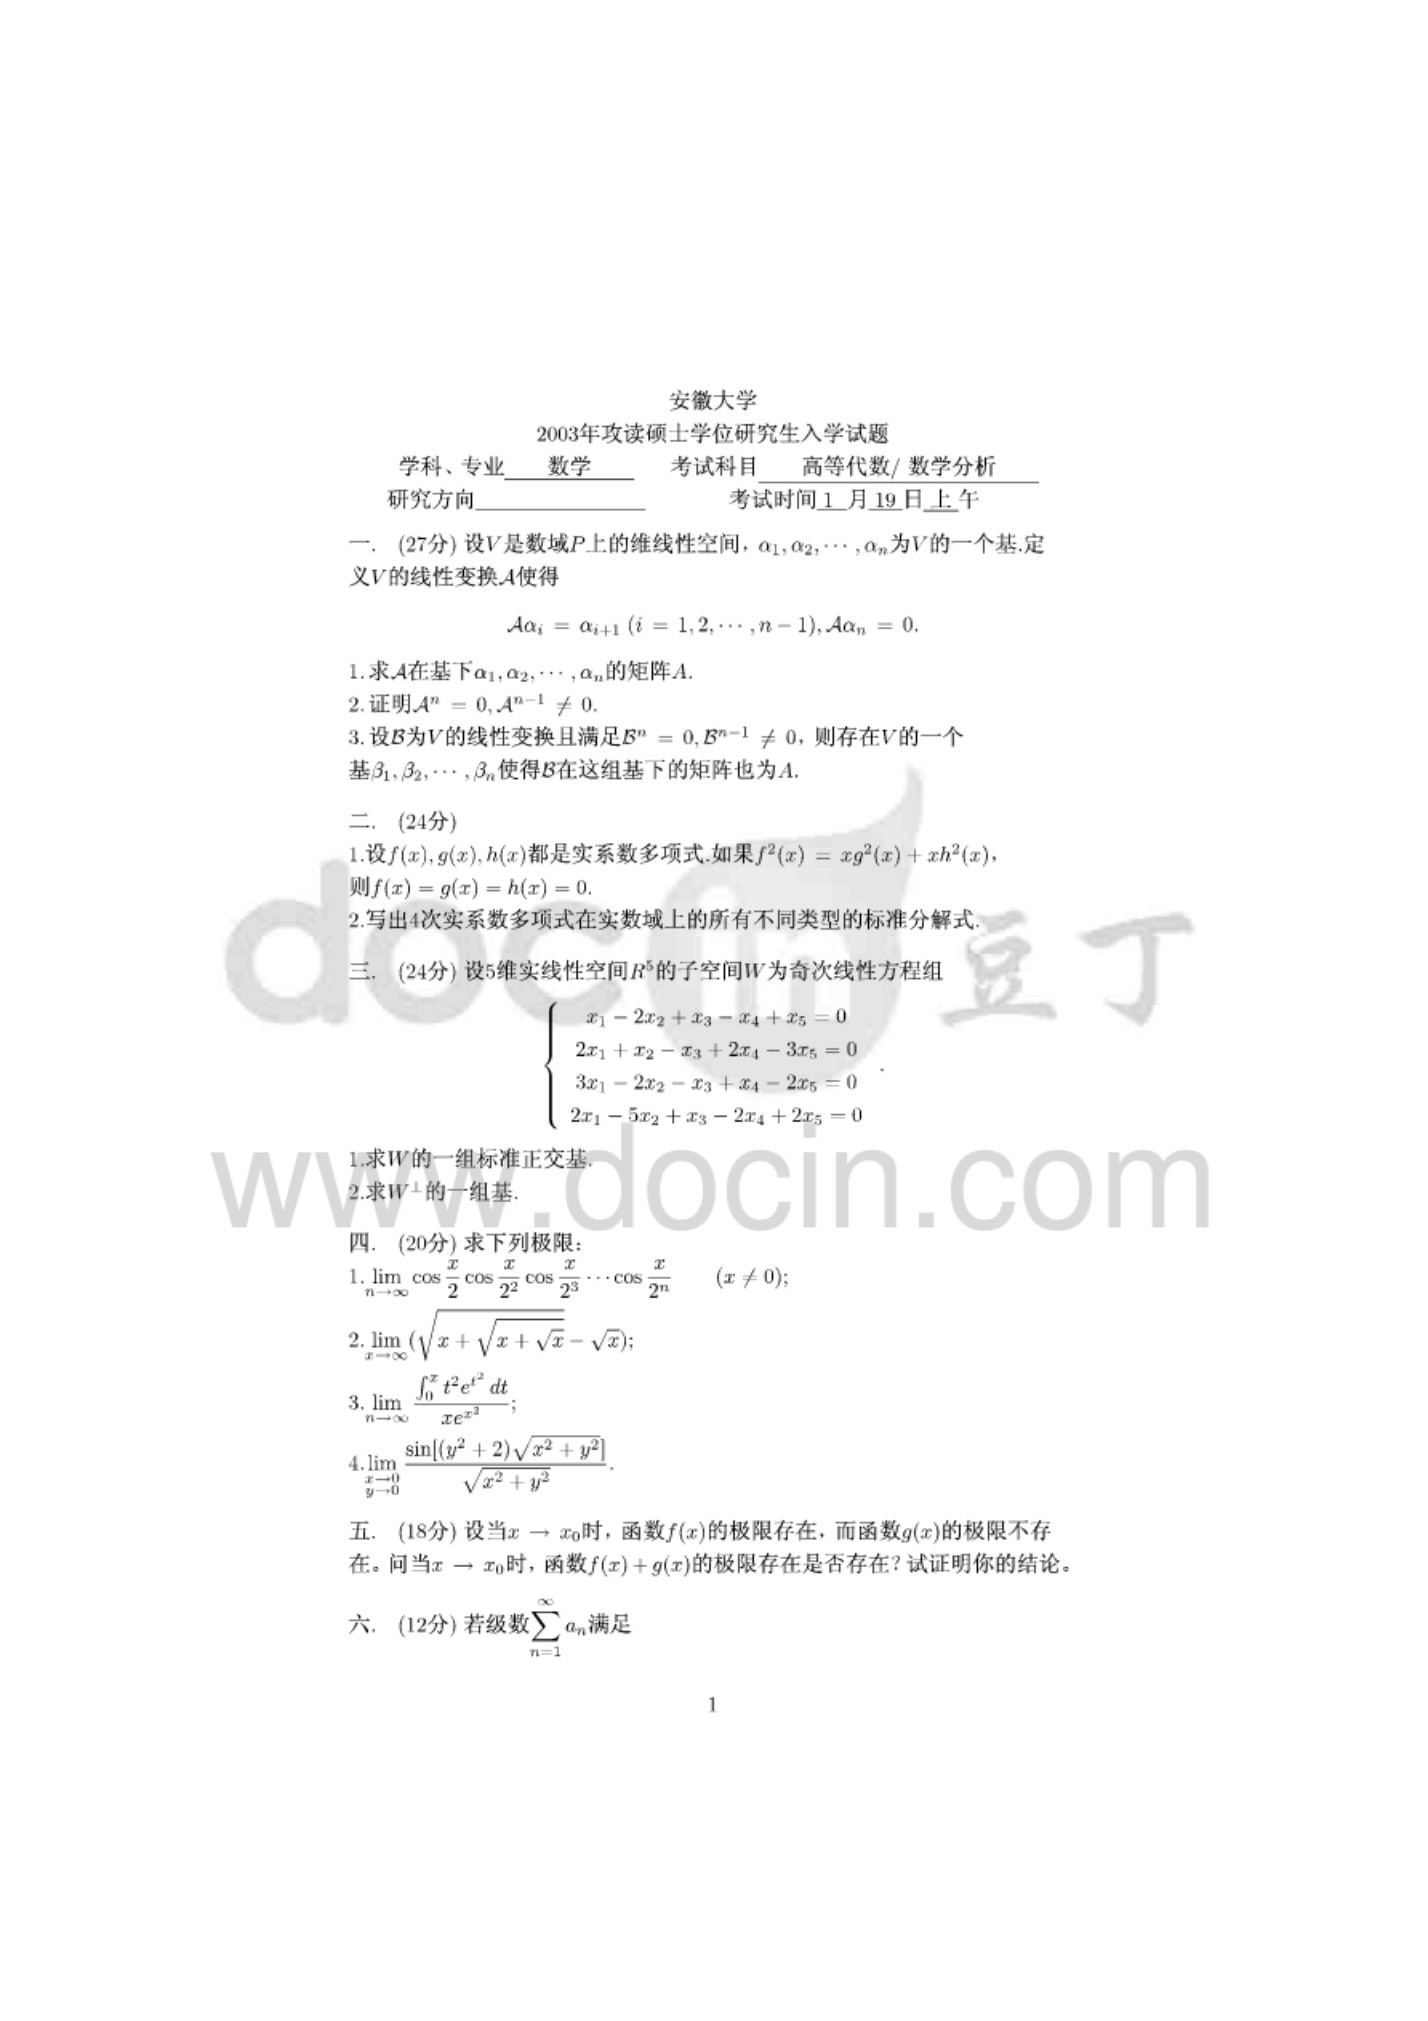 安徽大学
2003年攻读硕士学位研究生入学试题
学科、专业 数学 考试科目 高等代数/ 数学分析
研究方向 考试时间 1 月 19 日 上 午
一. (27分) 设V是数域P上的维线性空间，α₁, α₂, ⋯ , αₙ为V的一个基.定
义V的线性变换𝒜使得
𝒜αᵢ = αᵢ₊₁ (i = 1, 2, ⋯ , n − 1), 𝒜αₙ = 0.
1. 求𝒜在基下α₁, α₂, ⋯ , αₙ的矩阵A.
2. 证明𝒜ⁿ = 0, 𝒜ⁿ⁻¹ ≠ 0.
3. 设ℬ为V的线性变换且满足ℬⁿ = 0, ℬⁿ⁻¹ ≠ 0，则存在V的一个
基β₁, β₂, ⋯ , βₙ使得ℬ在这组基下的矩阵也为A.
二. (24分)
1.设f(x), g(x), h(x)都是实系数多项式.如果f²(x) = xg²(x) + xh²(x)，
则f(x) = g(x) = h(x) = 0.
2.写出4次实系数多项式在实数域上的所有不同类型的标准分解式.
docin 豆丁
三. (24分) 设5维实线性空间R⁵的子空间W为奇次线性方程组
x₁ − 2x₂ + x₃ − x₄ + x₅ = 0
2x₁ + x₂ − x₃ + 2x₄ − 3x₅ = 0
3x₁ − 2x₂ − x₃ + x₄ − 2x₅ = 0
2x₁ − 5x₂ + x₃ − 2x₄ + 2x₅ = 0 .
1.求W的一组标准正交基.
2.求W⊥的一组基.
www.docin.com
四. (20分) 求下列极限：
1. lim_{n→∞} cos x/2 cos x/2² cos x/2³ ⋯ cos x/2ⁿ (x ≠ 0);
2. lim_{x→∞} (√(x + √(x + √x)) − √x);
3. lim_{n→∞} ∫₀ˣ t²e^{t²} dt / xe^{x²};
4. lim_{x→0 y→0} sin[(y² + 2)√(x² + y²)] / √(x² + y²).
五. (18分) 设当x → x₀时，函数f(x)的极限存在，而函数g(x)的极限不存
在。问当x → x₀时，函数f(x) + g(x)的极限存在是否存在？试证明你的结论。
六. (12分) 若级数∑_{n=1}^{∞} aₙ满足
1